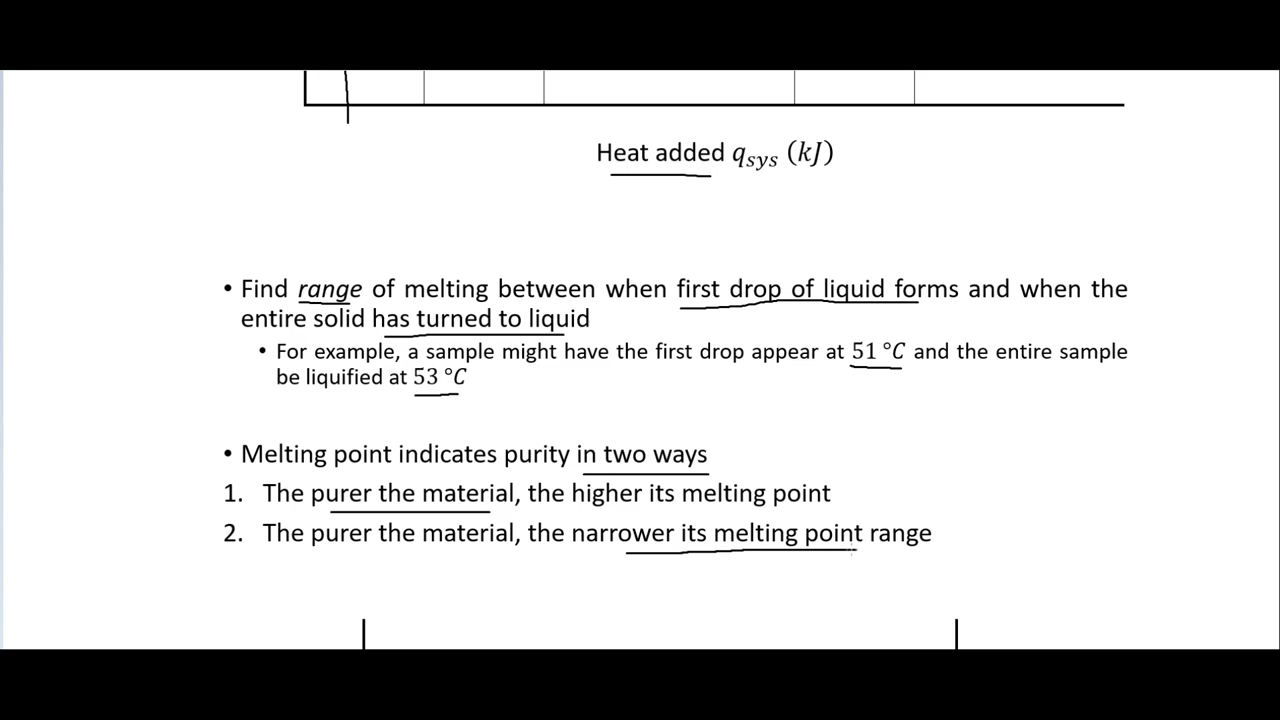 Heat added q_sys (kJ)
• Find range of melting between when first drop of liquid forms and when the
entire solid has turned to liquid
• For example, a sample might have the first drop appear at 51 °C and the entire sample
be liquified at 53 °C
• Melting point indicates purity in two ways
1. The purer the material, the higher its melting point
2. The purer the material, the narrower its melting point range